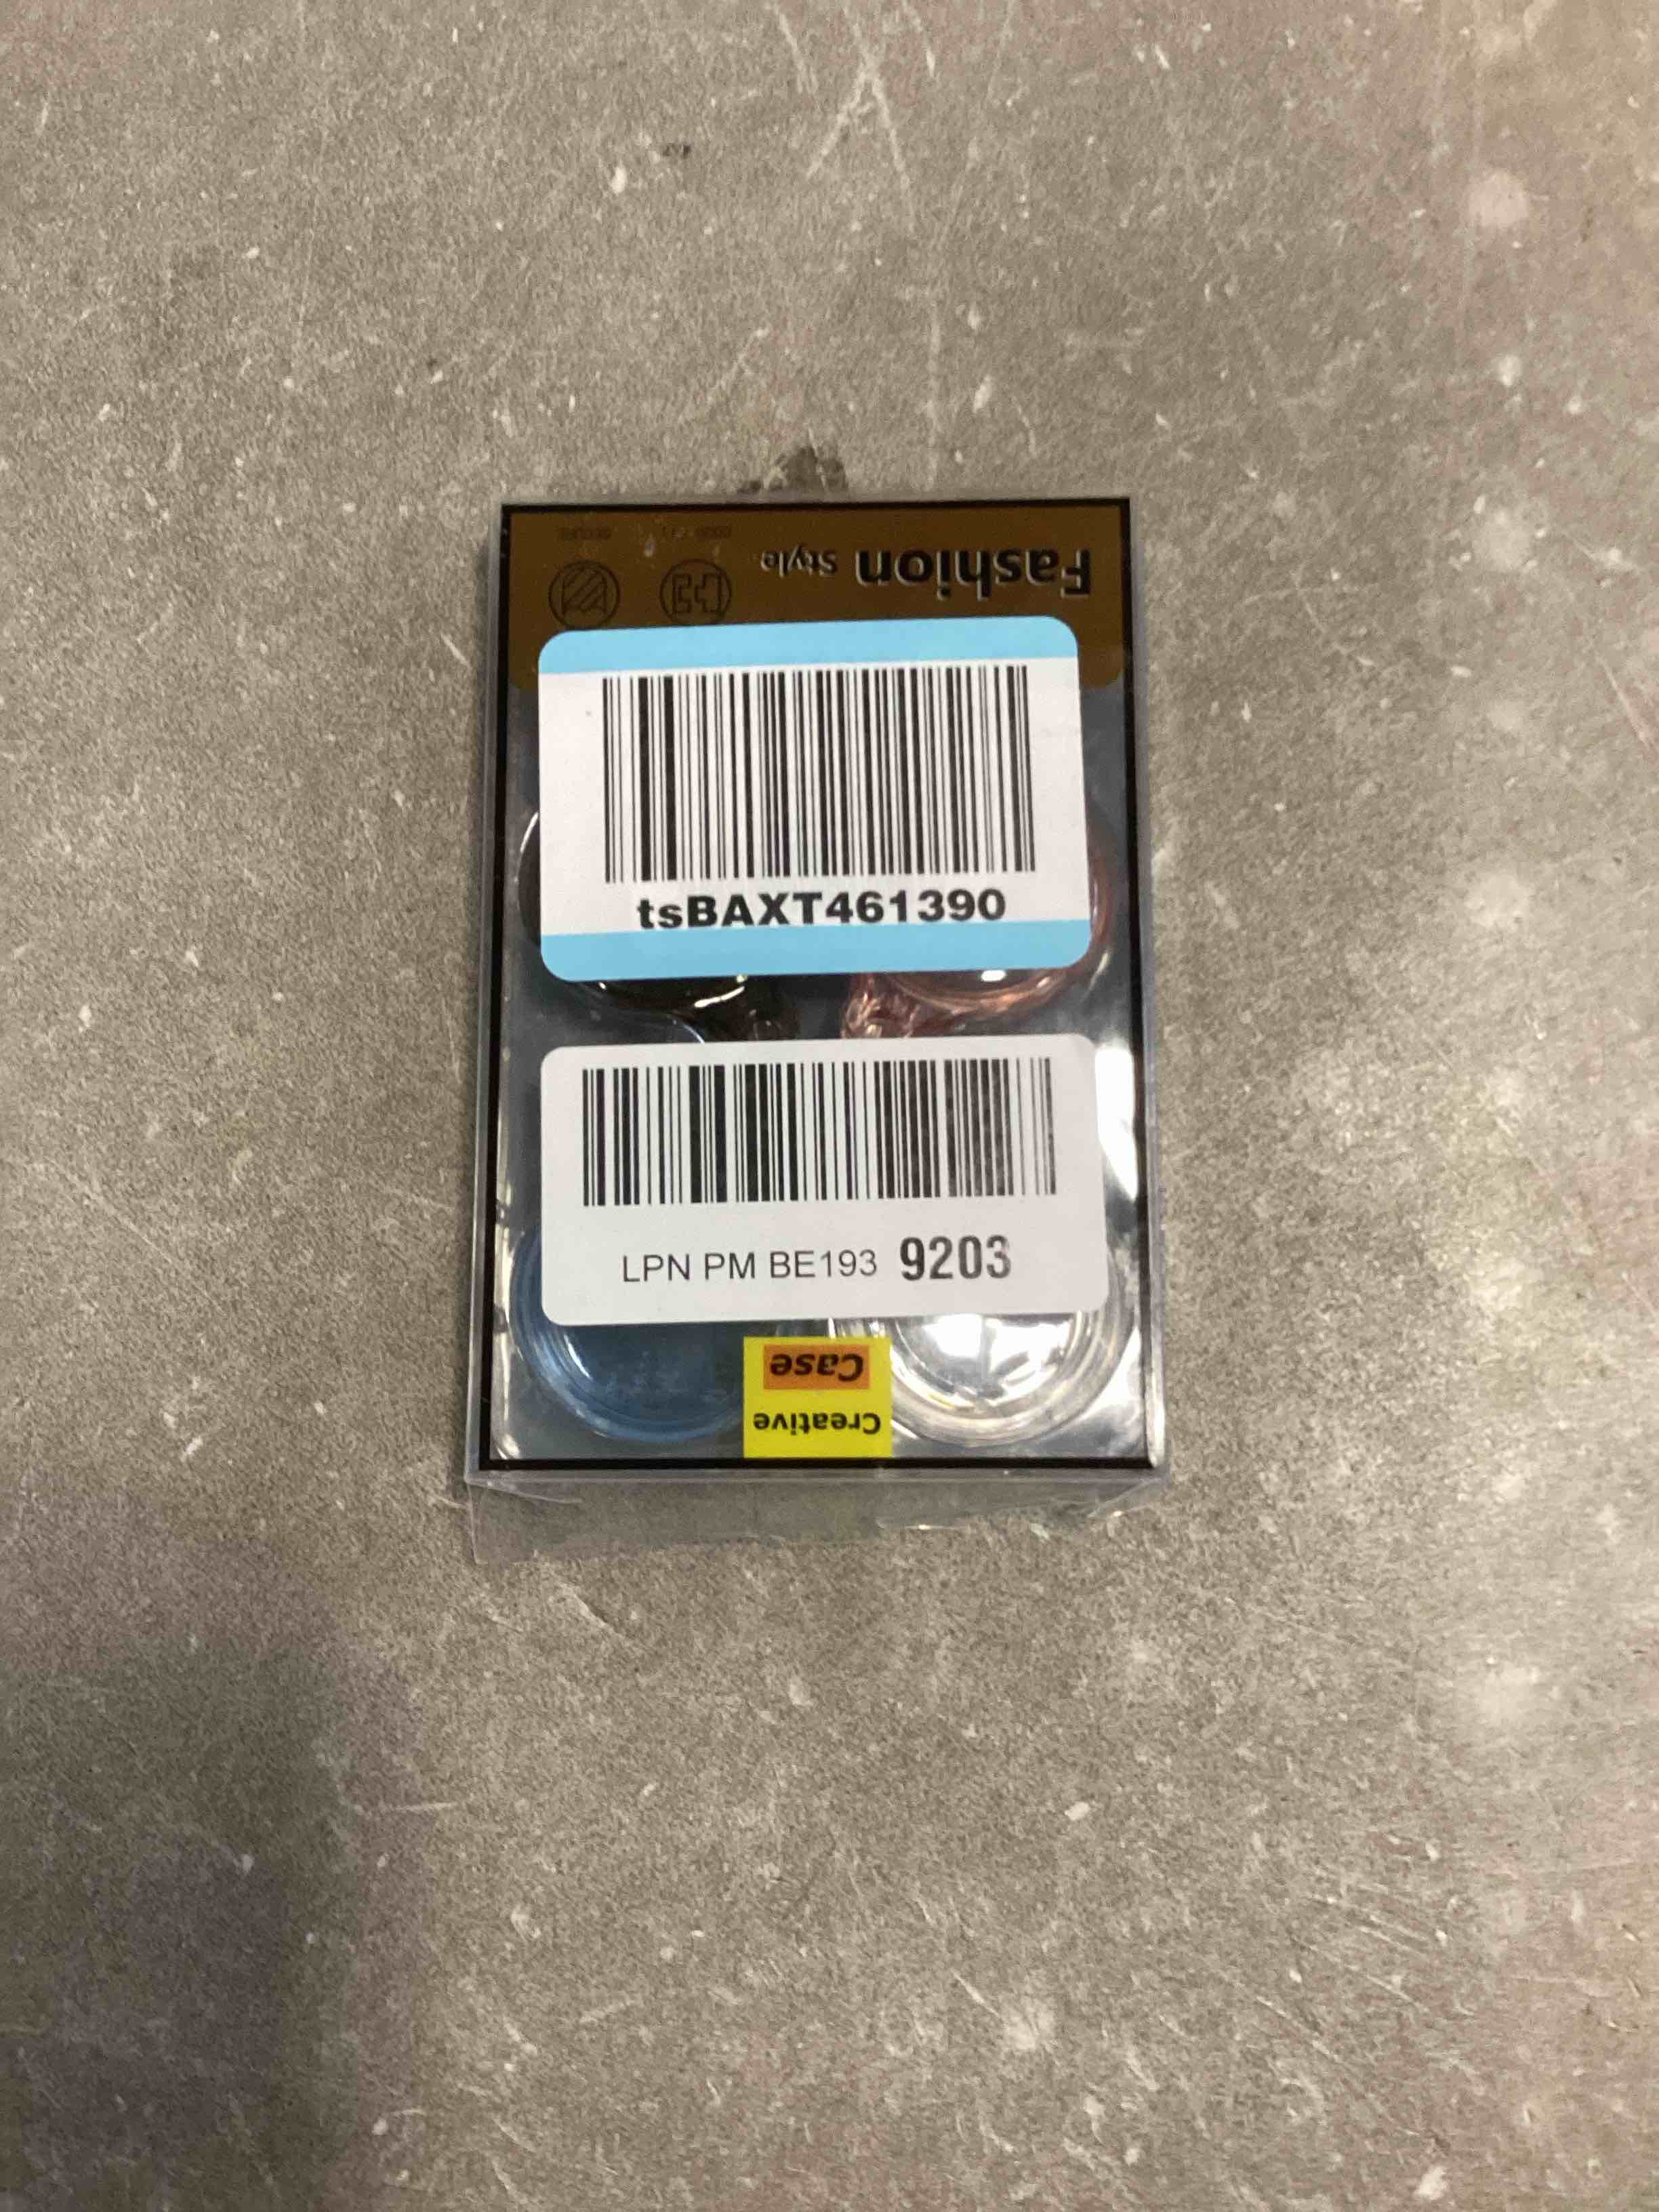 Fashion Style
tsBAXT461390
LPN PM BE193 9203
Creative
Case